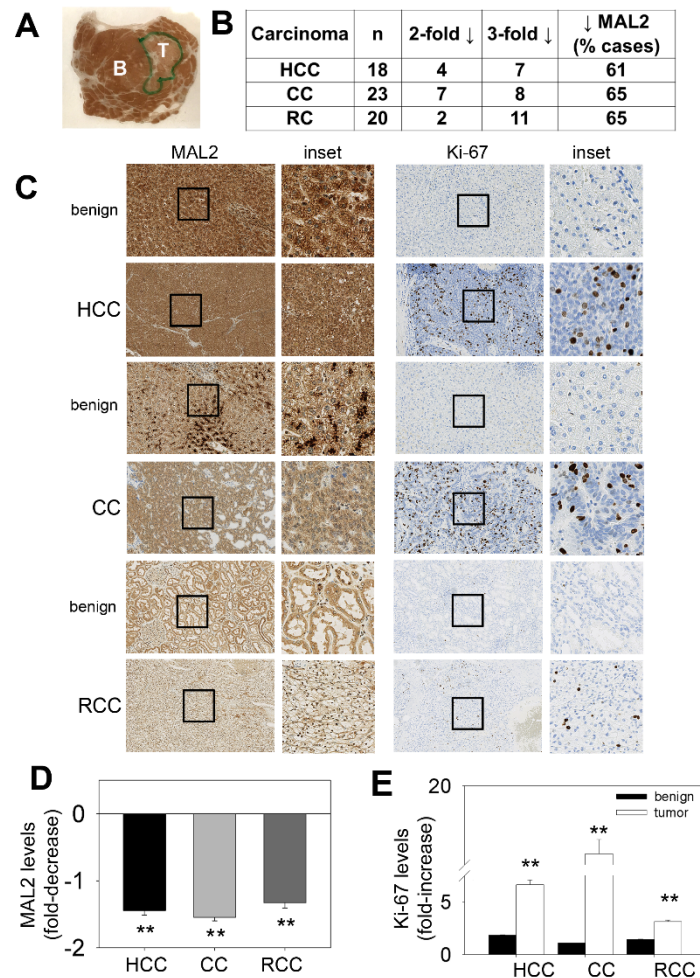 A
B
T
B
Carcinoma n 2-fold ↓ 3-fold ↓ ↓ MAL2 (% cases)
HCC 18 4 7 61
CC 23 7 8 65
RC 20 2 11 65
C
MAL2 inset Ki-67 inset
benign
HCC
benign
CC
benign
RCC
D
MAL2 levels
(fold-decrease)
0
-1
-2
**
**
**
HCC CC RCC
E
Ki-67 levels
(fold-increase)
20
5
0
benign
tumor
**
**
**
HCC CC RCC